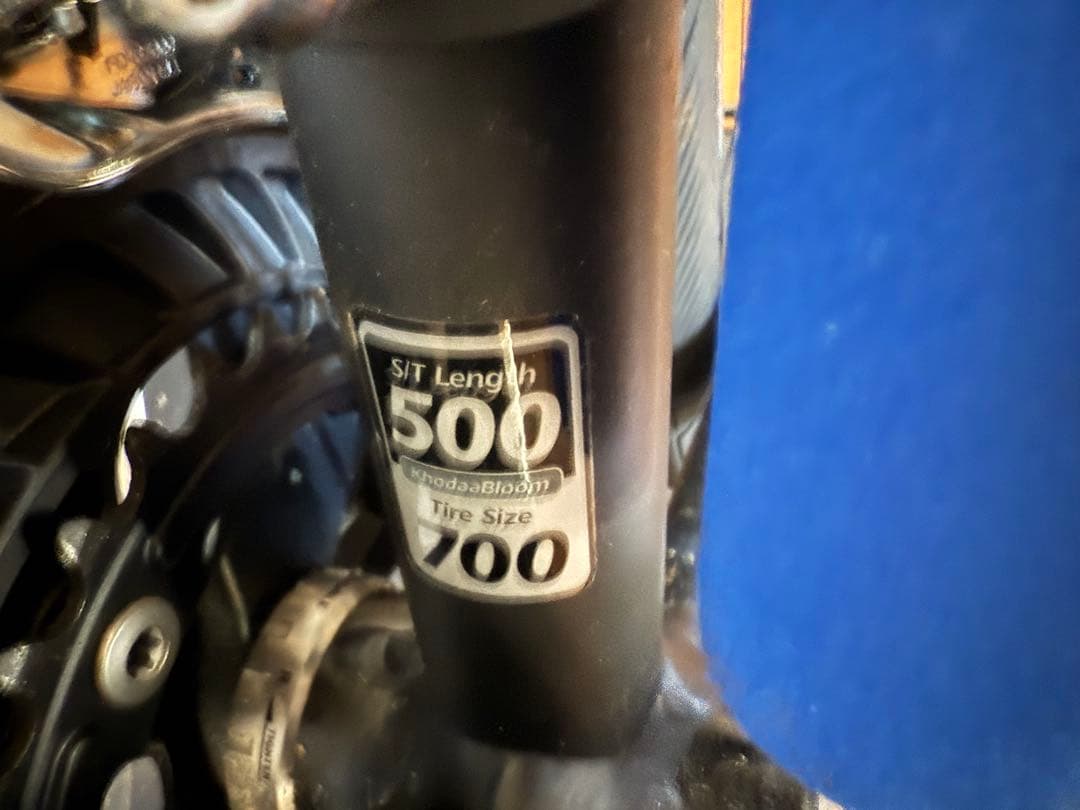 S/T Length
500
KhodaaBloom
Tire Size
700